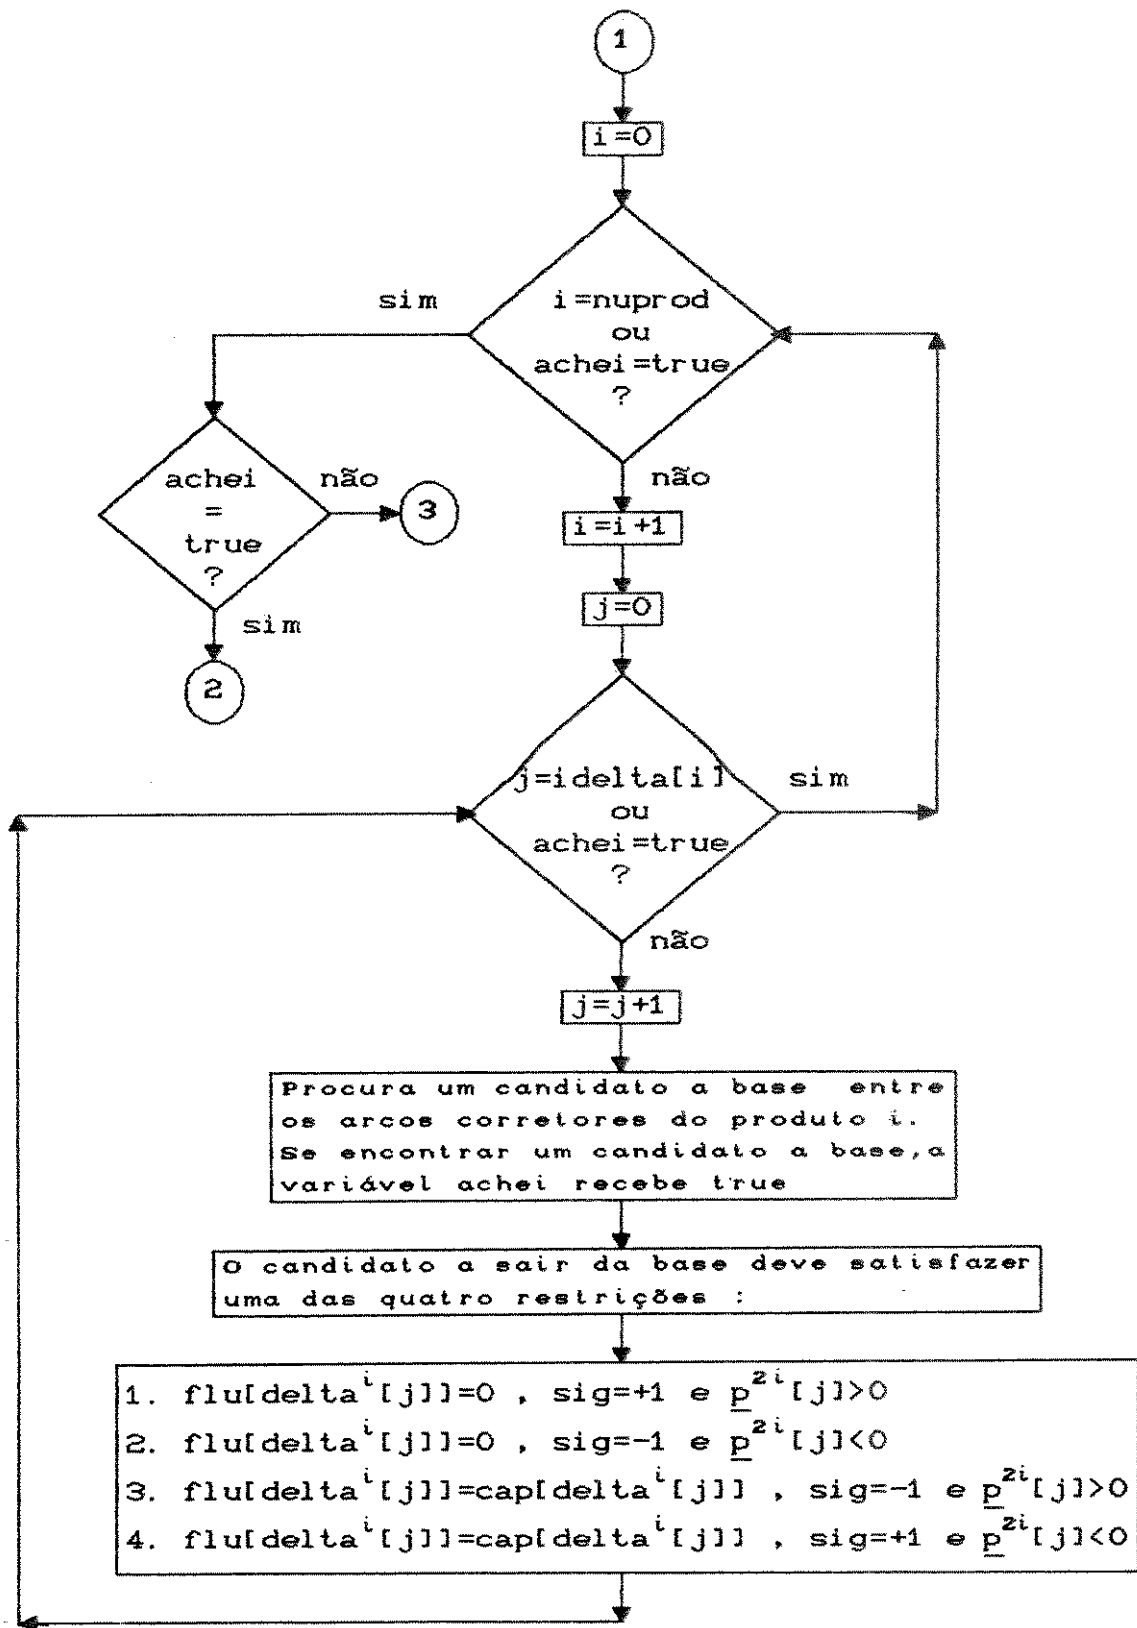 1
i=0
sim
i=nuprod
ou
achei=true
?
não
achei
=
true
?
não
3
sim
2
i=i+1
j=0
j=idelta[i]
ou
achei=true
?
sim
não
j=j+1
Procura um candidato a base entre
os arcos corretores do produto i.
Se encontrar um candidato a base,a
variável achei recebe true
O candidato a sair da base deve satisfazer
uma das quatro restrições :
1. flu[delta^i[j]]=0 , sig=+1 e p^2i[j]>0
2. flu[delta^i[j]]=0 , sig=-1 e p^2i[j]<0
3. flu[delta^i[j]]=cap[delta^i[j]] , sig=-1 e p^2i[j]>0
4. flu[delta^i[j]]=cap[delta^i[j]] , sig=+1 e p^2i[j]<0